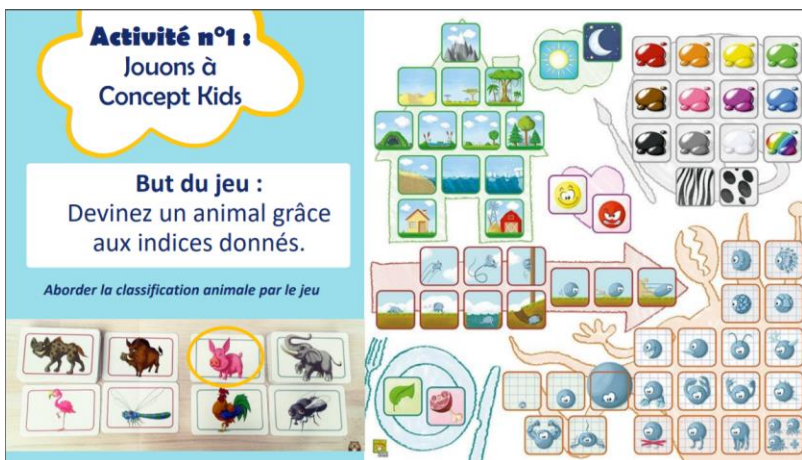 Activité n°1 :
Jouons à
Concept Kids
But du jeu :
Devinez un animal grâce
aux indices donnés.
Aborder la classification animale par le jeu